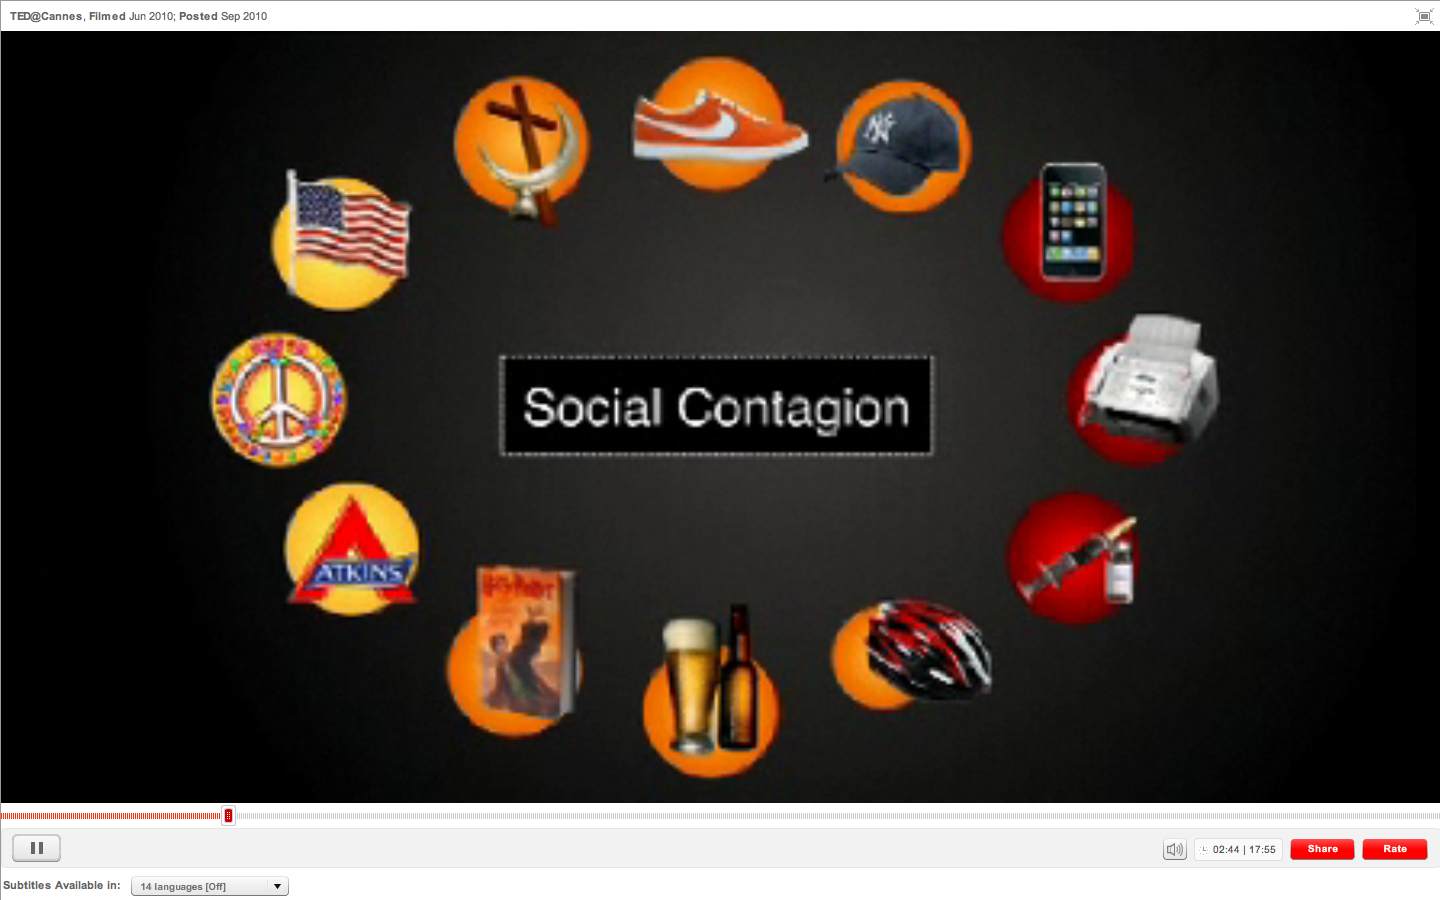 TED@Cannes, Filmed Jun 2010; Posted Sep 2010
NY
Social Contagion
ATKINS
HARRY POTTER
02:44 | 17:55
Share
Rate
Subtitles Available in:
14 languages [Off]